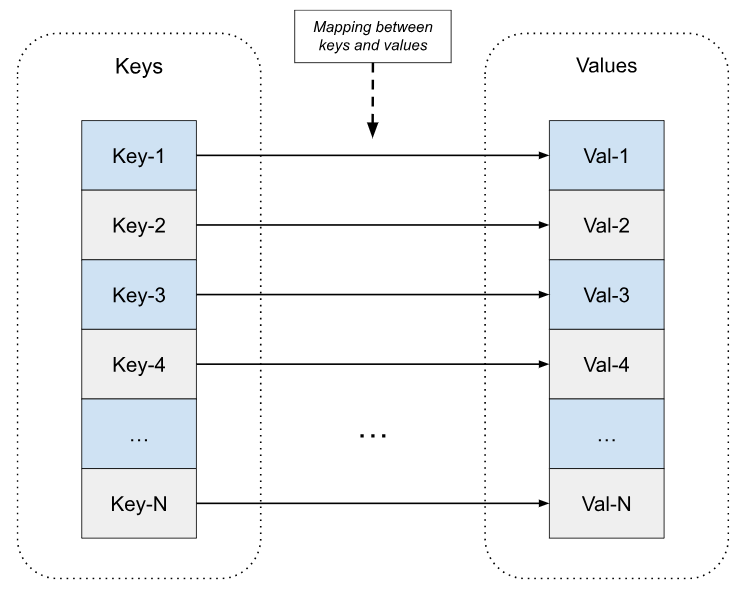 Mapping between
keys and values
Keys
Values
Key-1
Val-1
Key-2
Val-2
Key-3
Val-3
Key-4
Val-4
...
...
...
Key-N
Val-N